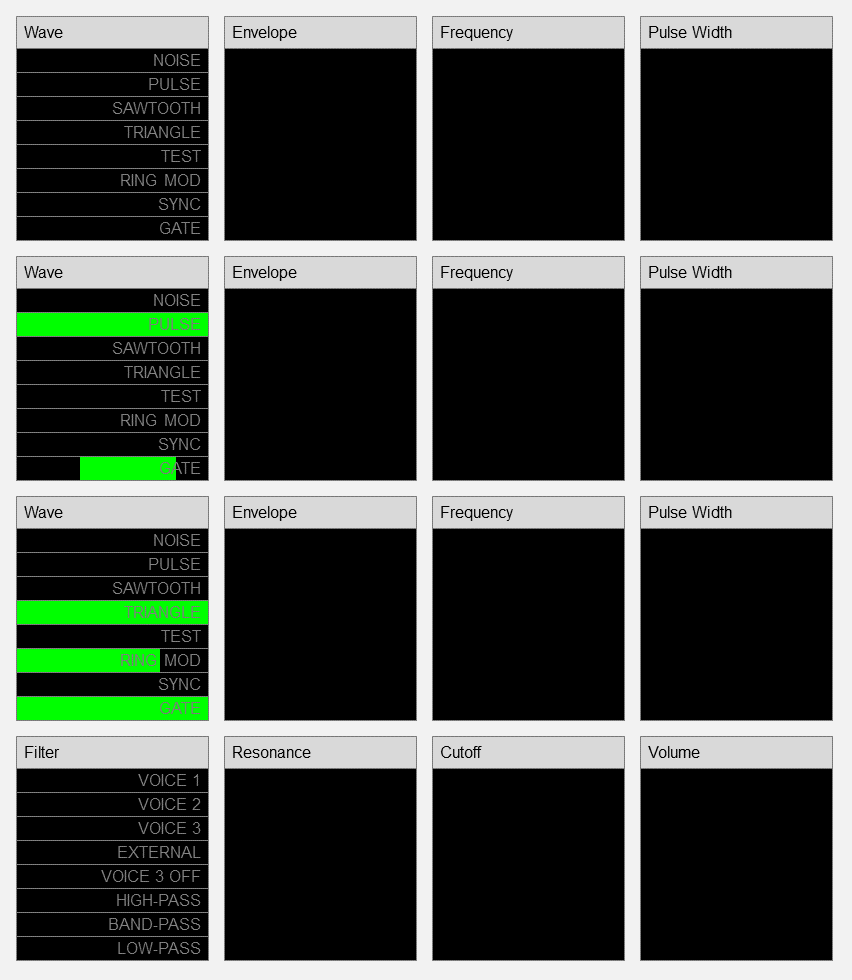 Wave Envelope Frequency Pulse Width
NOISE
PULSE
SAWTOOTH
TRIANGLE
TEST
RING MOD
SYNC
GATE
Wave Envelope Frequency Pulse Width
NOISE
PULSE
SAWTOOTH
TRIANGLE
TEST
RING MOD
SYNC
GATE
Wave Envelope Frequency Pulse Width
NOISE
PULSE
SAWTOOTH
TRIANGLE
TEST
RING MOD
SYNC
GATE
Filter Resonance Cutoff Volume
VOICE 1
VOICE 2
VOICE 3
EXTERNAL
VOICE 3 OFF
HIGH-PASS
BAND-PASS
LOW-PASS